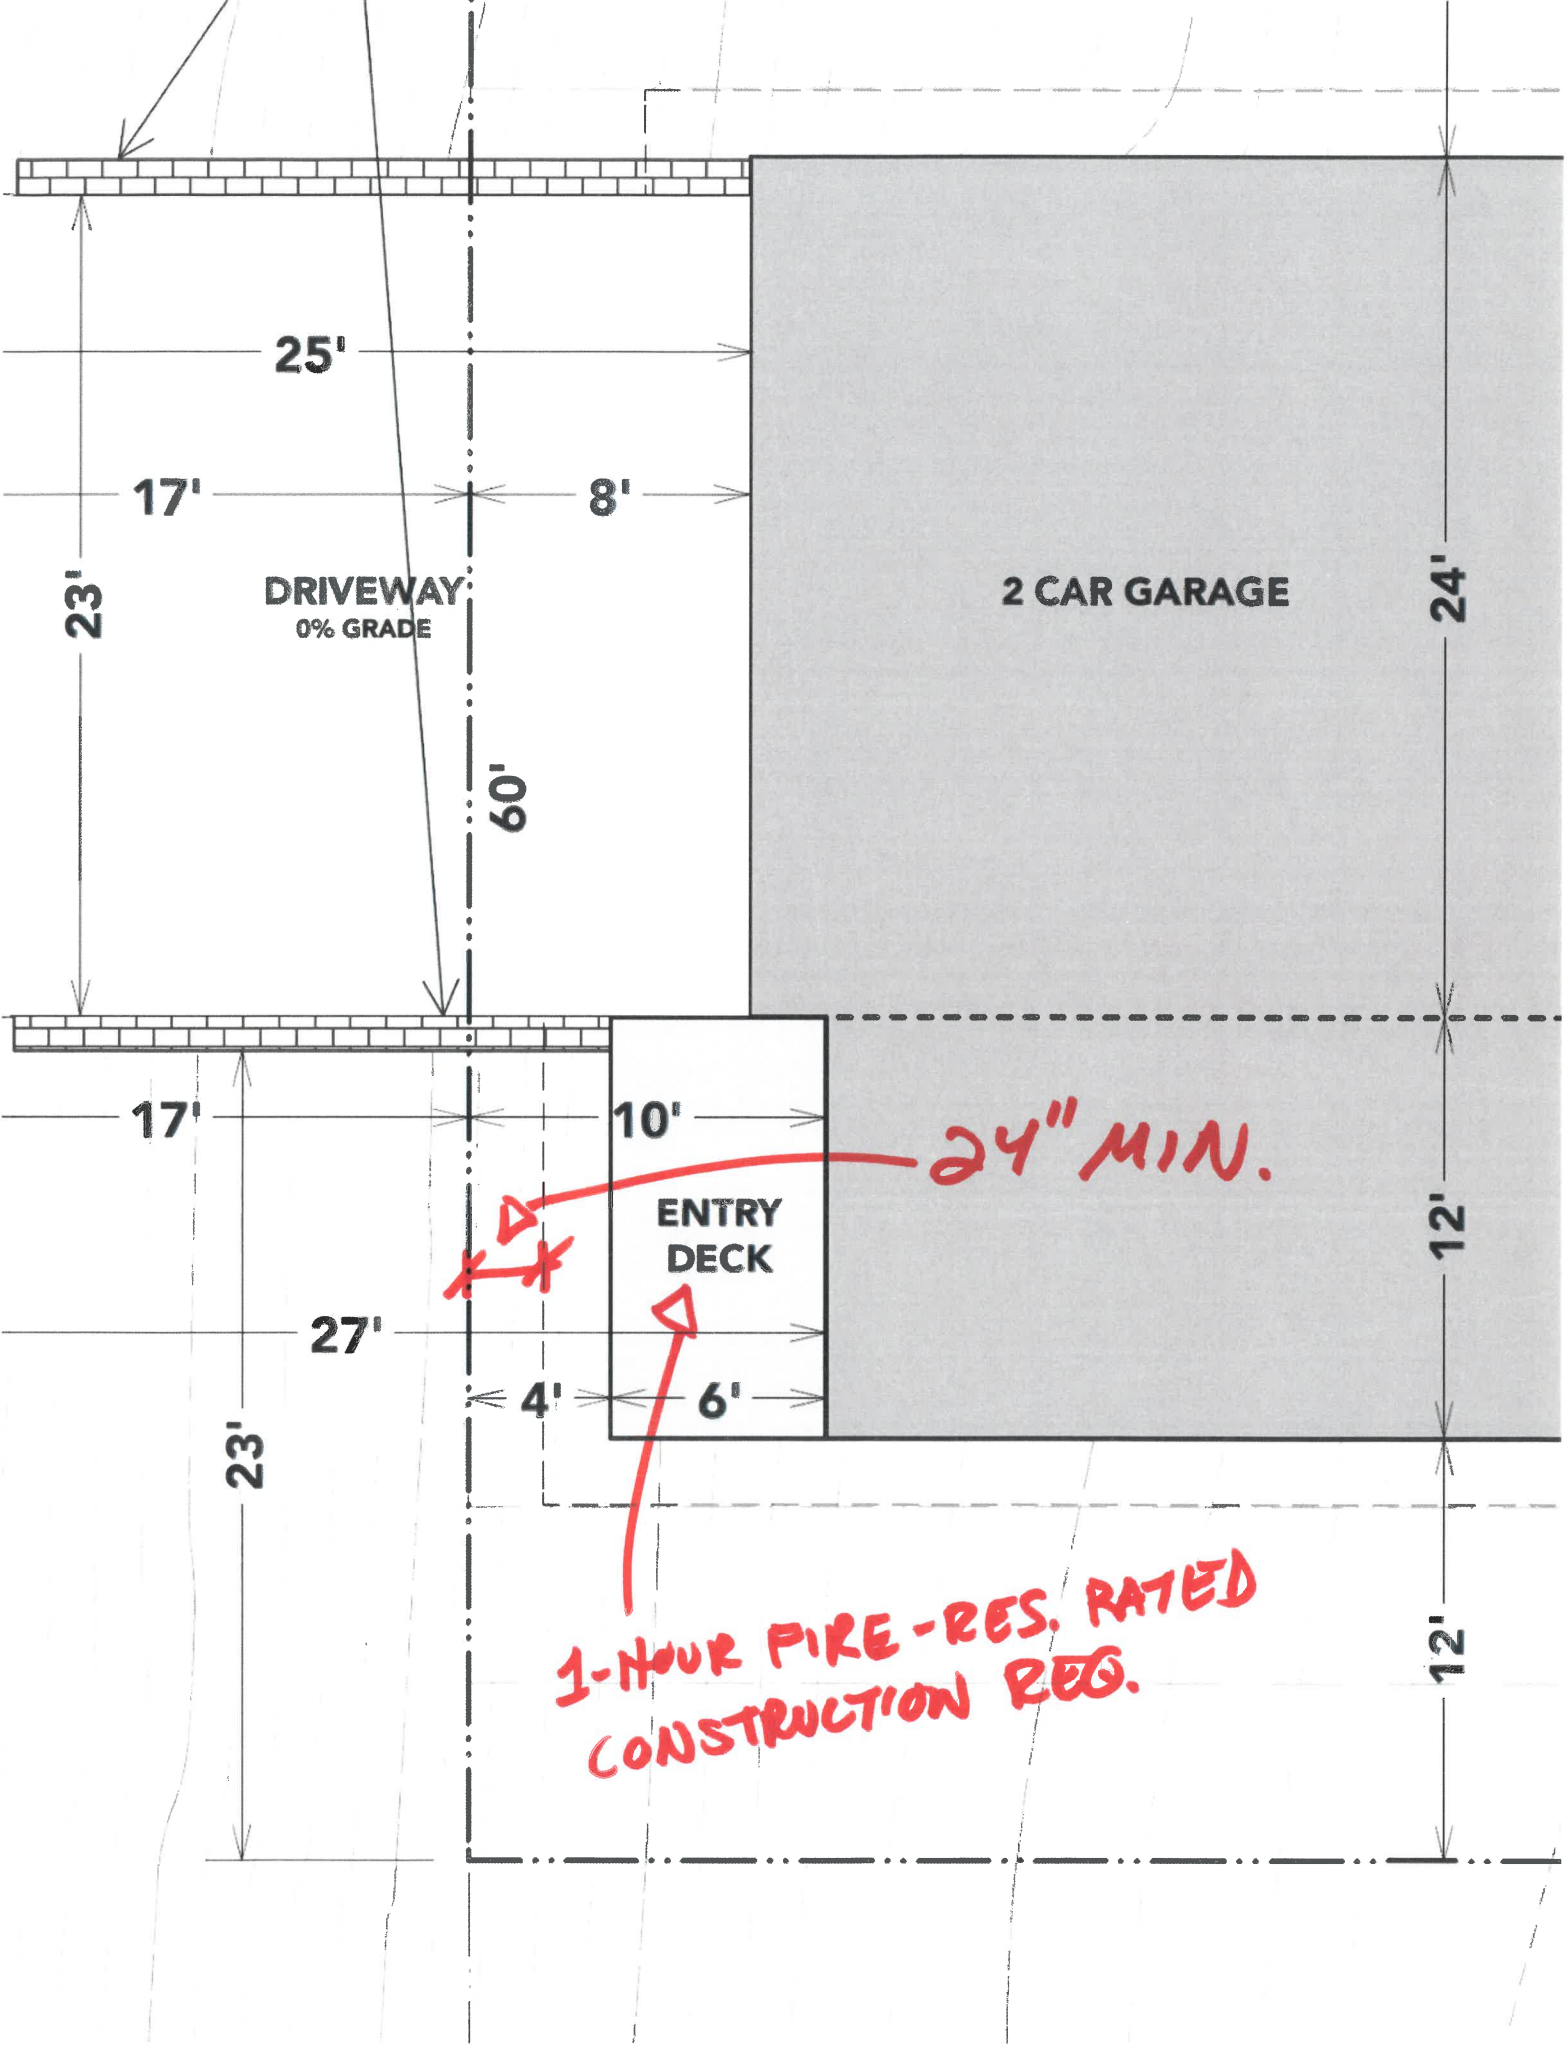 25'
17'
8'
23'
DRIVEWAY
0% GRADE
2 CAR GARAGE
24'
60'
17'
10'
24" MIN.
ENTRY
DECK
12'
27'
4'
6'
23'
1-HOUR FIRE-RES. RATED
CONSTRUCTION REQ.
12'